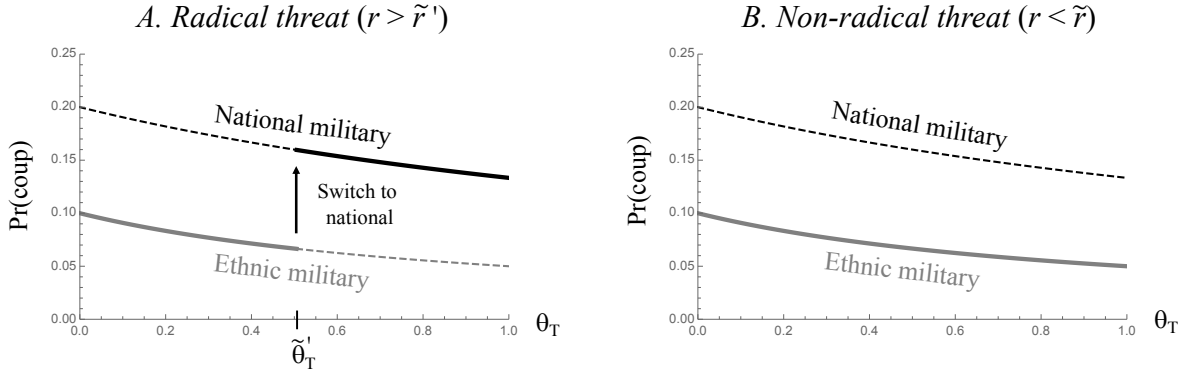 A. Radical threat (r > r̃ ')
0.25
0.20
0.15
0.10
0.05
0.00
Pr(coup)
National military
Switch to
national
Ethnic military
0.0 0.2 0.4 0.6 0.8 1.0
θ_T
θ̃'_T
B. Non-radical threat (r < r̃)
0.25
0.20
0.15
0.10
0.05
0.00
Pr(coup)
National military
Ethnic military
0.0 0.2 0.4 0.6 0.8 1.0
θ_T